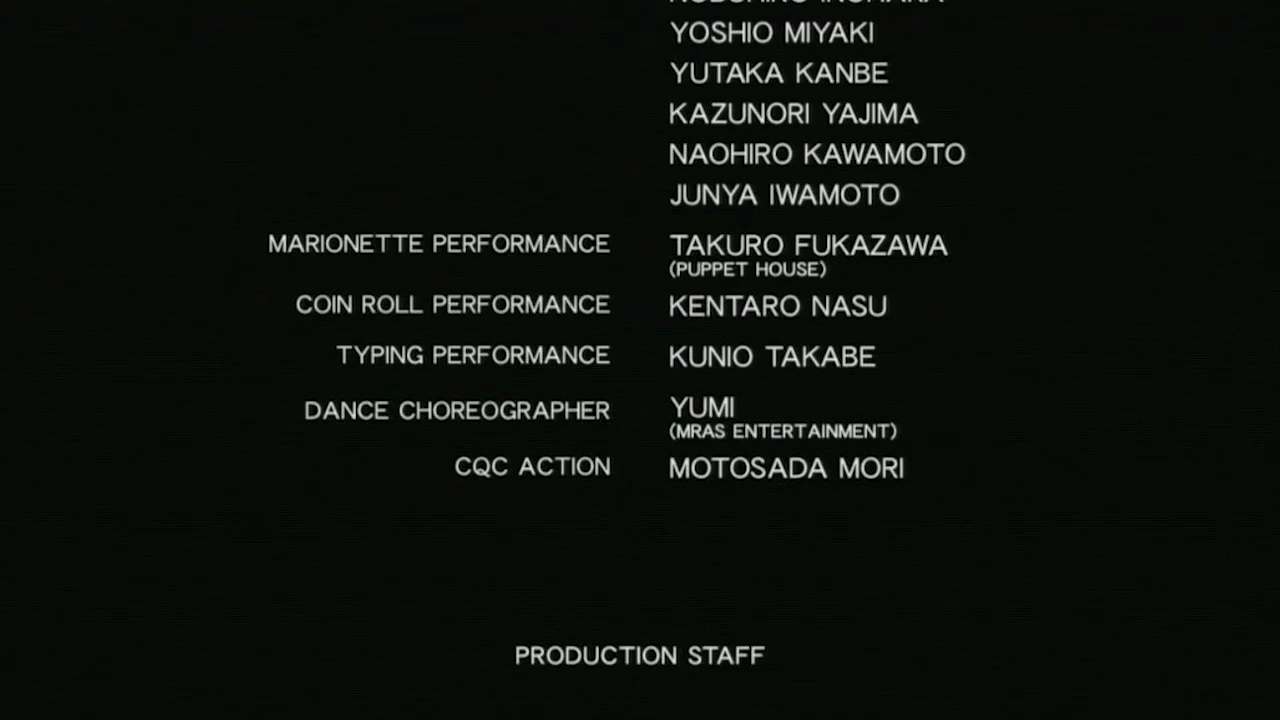 YOSHIO MIYAKI
YUTAKA KANBE
KAZUNORI YAJIMA
NAOHIRO KAWAMOTO
JUNYA IWAMOTO
MARIONETTE PERFORMANCE TAKURO FUKAZAWA
(PUPPET HOUSE)
COIN ROLL PERFORMANCE KENTARO NASU
TYPING PERFORMANCE KUNIO TAKABE
DANCE CHOREOGRAPHER YUMI
(MRAS ENTERTAINMENT)
CQC ACTION MOTOSADA MORI
PRODUCTION STAFF